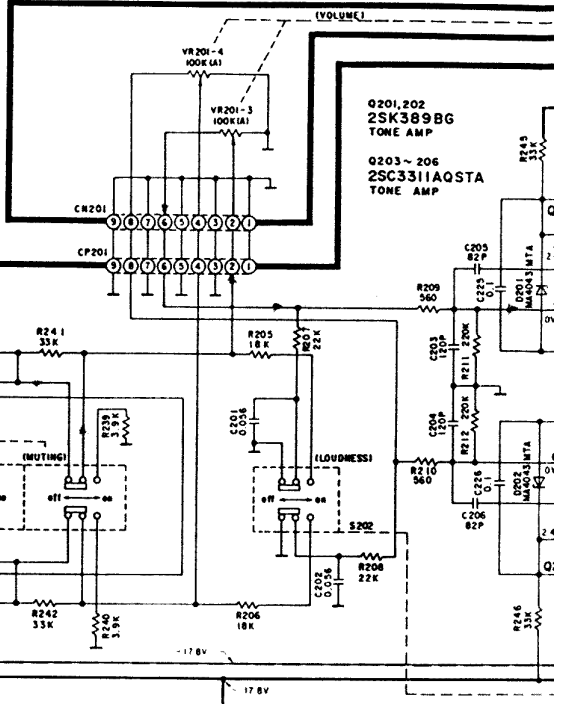 (VOLUME)
VR201-4
100K(A)
VR201-3
100K(A)
Q201,202
2SK389BG
TONE AMP
Q203~206
2SC3311AQSTA
TONE AMP
R245
33K
CN201
9 8 7 6 5 4 3 2 1
CP201
9 8 7 6 5 4 3 2 1
C205
82P
C225
0.1
D201
MA4043MTA
R209
560
R241
33K
R205
18K
R207
22K
C203
120P
R211
220K
R239
3.9K
C201
0.056
C204
120P
R212
220K
(MUTING)
off
on
(LOUDNESS)
off
on
S202
R210
560
C226
0.1
D202
MA4043MTA
C206
82P
C202
0.056
R208
22K
R242
33K
R240
3.9K
R206
18K
R246
33K
-17.8V
-17.8V